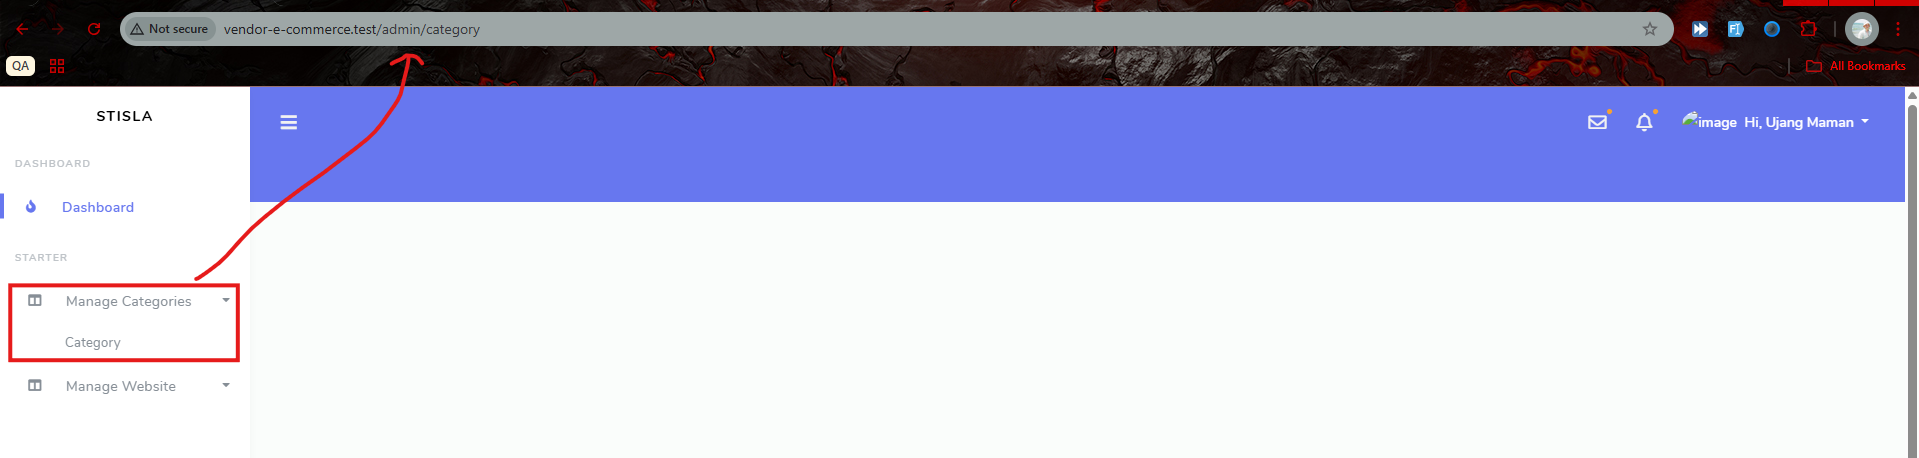 Not secure vendor-e-commerce.test/admin/category
QA
All Bookmarks
STISLA
image Hi, Ujang Maman
DASHBOARD
Dashboard
STARTER
Manage Categories
Category
Manage Website